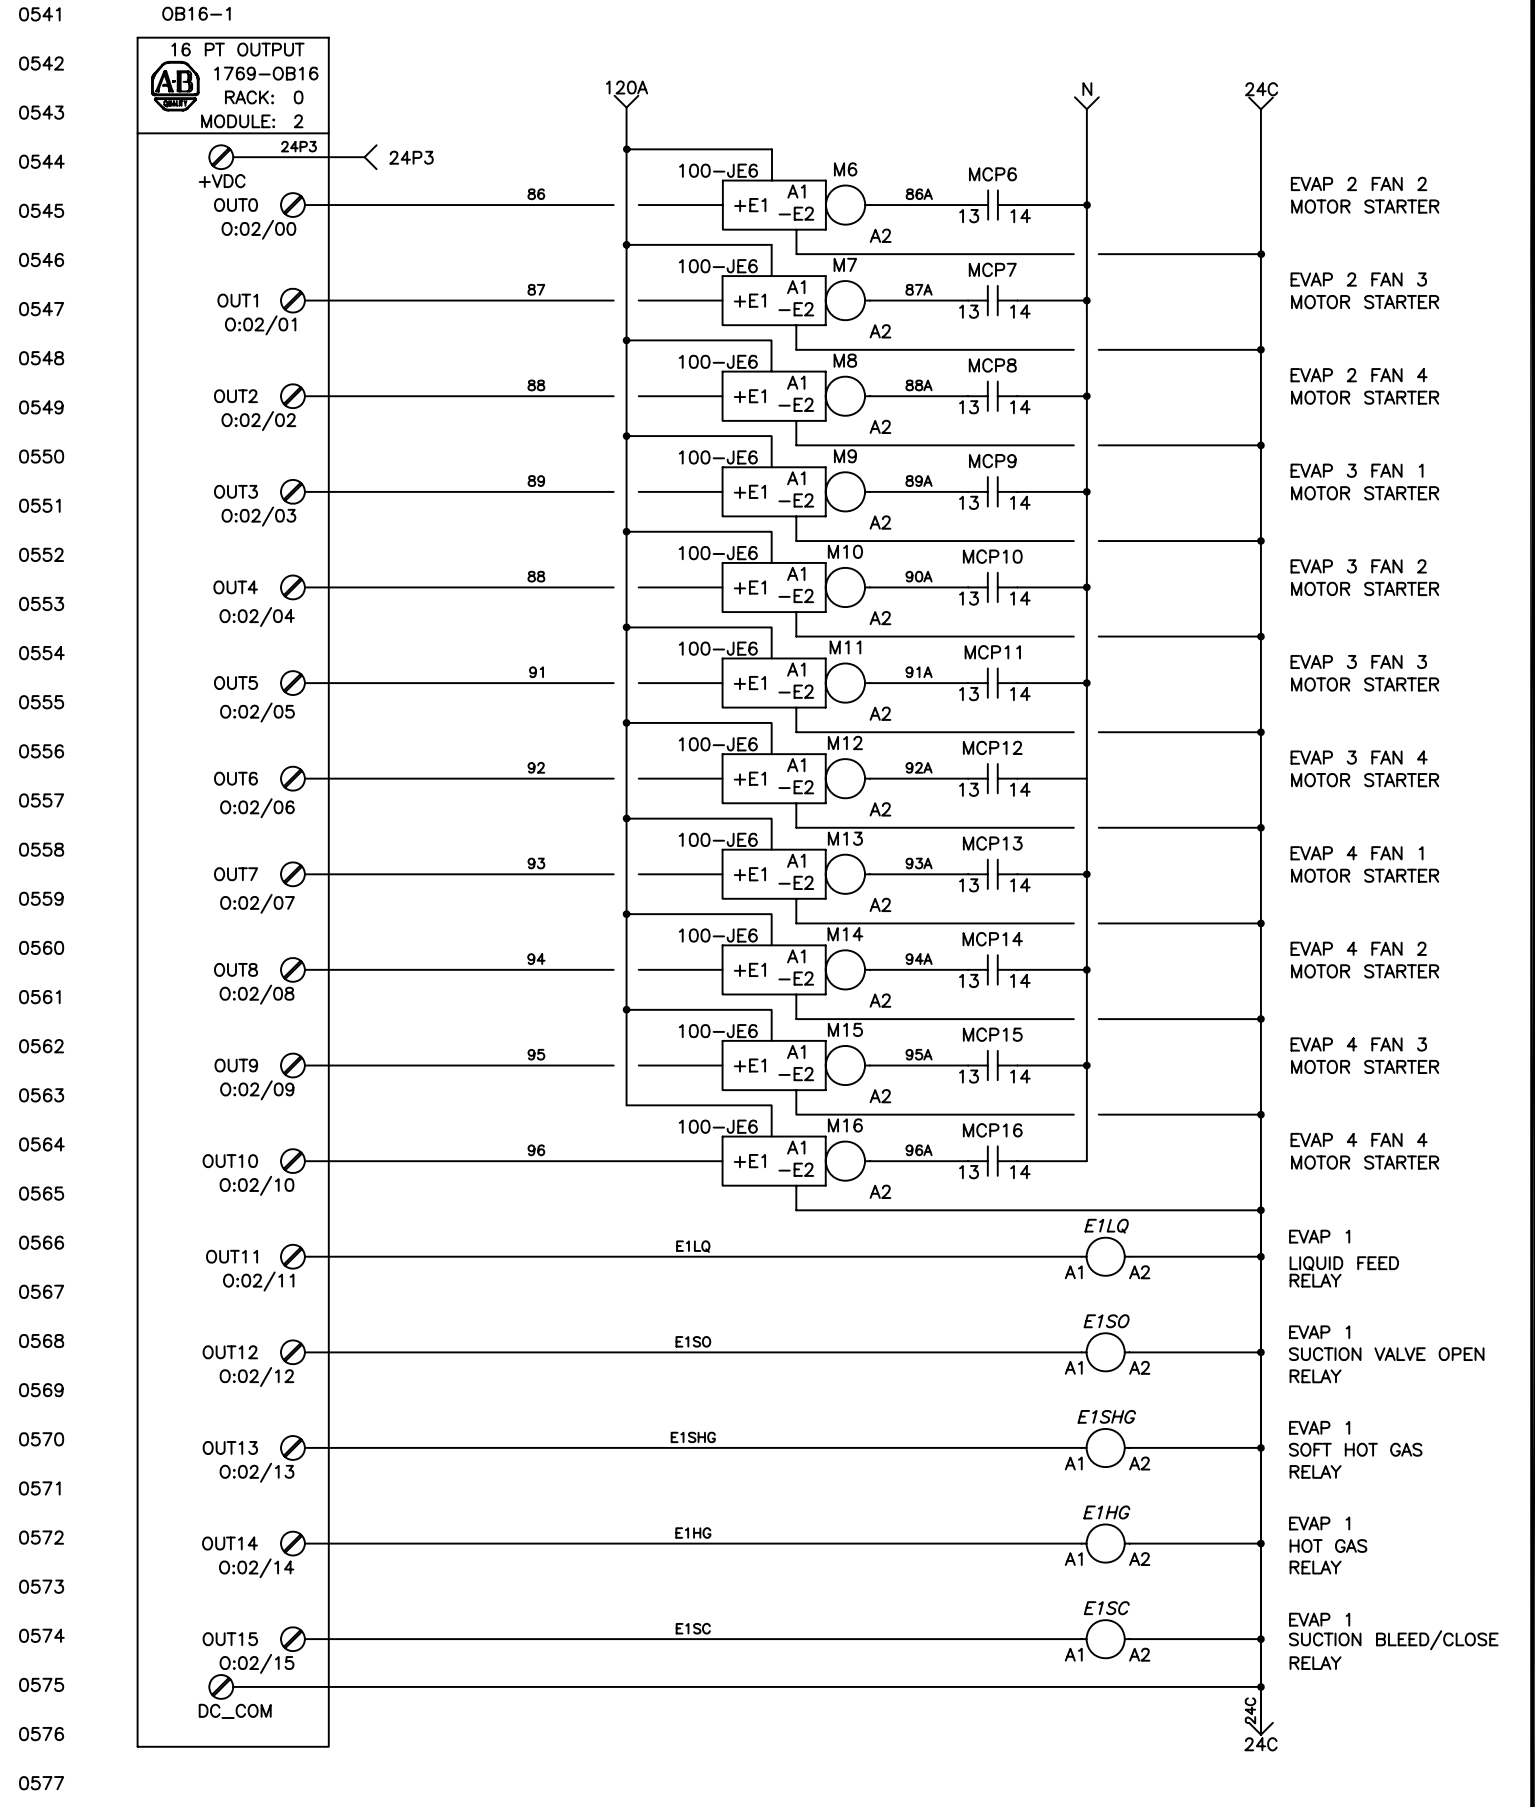 0541 OB16-1
16 PT OUTPUT
0542
A-B QUALITY
1769-OB16
RACK: 0
MODULE: 2
120A N 24C
0543
24P3 24P3
0544
+VDC
100-JE6 M6 MCP6 EVAP 2 FAN 2
OUT0 86 +E1 A1 -E2 86A 13 14 MOTOR STARTER
0545
O:02/00 A2
0546
100-JE6 M7 MCP7 EVAP 2 FAN 3
OUT1 87 +E1 A1 -E2 87A 13 14 MOTOR STARTER
0547
O:02/01 A2
0548
100-JE6 M8 MCP8 EVAP 2 FAN 4
OUT2 88 +E1 A1 -E2 88A 13 14 MOTOR STARTER
0549
O:02/02 A2
0550
100-JE6 M9 MCP9 EVAP 3 FAN 1
OUT3 89 +E1 A1 -E2 89A 13 14 MOTOR STARTER
0551
O:02/03 A2
0552
100-JE6 M10 MCP10 EVAP 3 FAN 2
OUT4 88 +E1 A1 -E2 90A 13 14 MOTOR STARTER
0553
O:02/04 A2
0554
100-JE6 M11 MCP11 EVAP 3 FAN 3
OUT5 91 +E1 A1 -E2 91A 13 14 MOTOR STARTER
0555
O:02/05 A2
0556
100-JE6 M12 MCP12 EVAP 3 FAN 4
OUT6 92 +E1 A1 -E2 92A 13 14 MOTOR STARTER
0557
O:02/06 A2
0558
100-JE6 M13 MCP13 EVAP 4 FAN 1
OUT7 93 +E1 A1 -E2 93A 13 14 MOTOR STARTER
0559
O:02/07 A2
0560
100-JE6 M14 MCP14 EVAP 4 FAN 2
OUT8 94 +E1 A1 -E2 94A 13 14 MOTOR STARTER
0561
O:02/08 A2
0562
100-JE6 M15 MCP15 EVAP 4 FAN 3
OUT9 95 +E1 A1 -E2 95A 13 14 MOTOR STARTER
0563
O:02/09 A2
0564
100-JE6 M16 MCP16 EVAP 4 FAN 4
OUT10 96 +E1 A1 -E2 96A 13 14 MOTOR STARTER
0565
O:02/10 A2
0566
E1LQ E1LQ EVAP 1
OUT11 A1 A2 LIQUID FEED
O:02/11 RELAY
0567
0568
E1SO E1SO EVAP 1
OUT12 SUCTION VALVE OPEN
O:02/12 A1 A2 RELAY
0569
0570
E1SHG E1SHG EVAP 1
OUT13 SOFT HOT GAS
O:02/13 A1 A2 RELAY
0571
0572
E1HG E1HG EVAP 1
OUT14 HOT GAS
O:02/14 A1 A2 RELAY
0573
0574
E1SC E1SC EVAP 1
OUT15 SUCTION BLEED/CLOSE
O:02/15 A1 A2 RELAY
0575
DC_COM 24C
0576
24C
0577